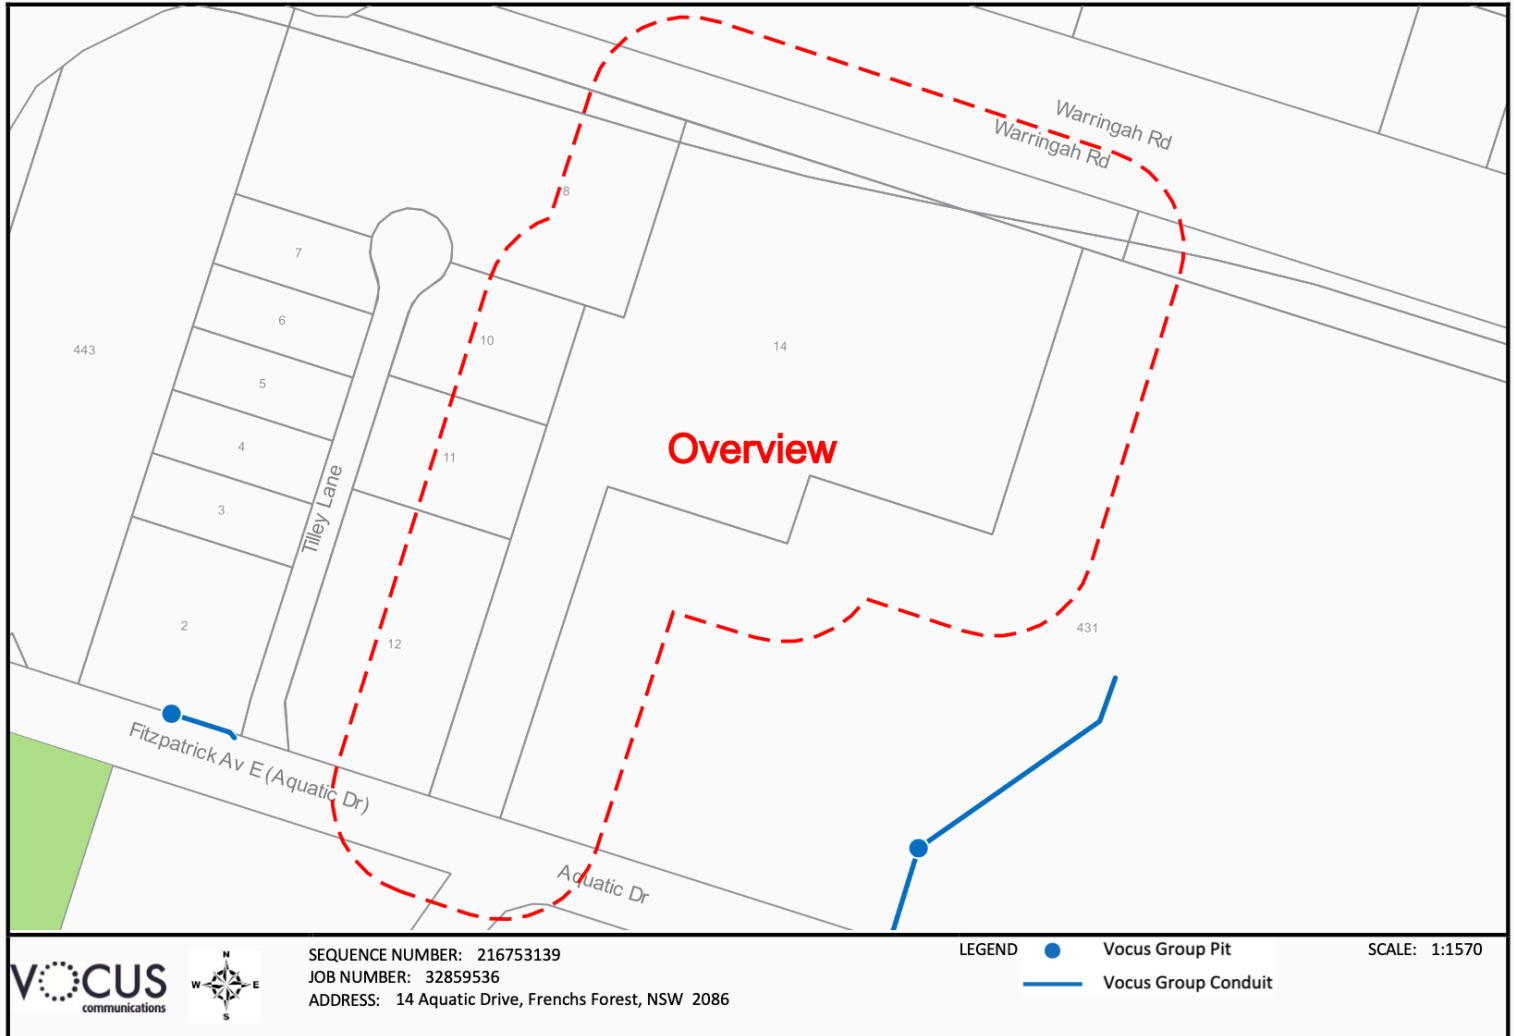 Warringah Rd
Warringah Rd
8
7
6
10
14
443
5
Overview
4
11
3
Tilley Lane
2
12
431
Fitzpatrick Av E (Aquatic Dr)
Aquatic Dr
VOCUS
communications
N
W E
S
SEQUENCE NUMBER: 216753139
JOB NUMBER: 32859536
ADDRESS: 14 Aquatic Drive, Frenchs Forest, NSW 2086
LEGEND
Vocus Group Pit
Vocus Group Conduit
SCALE: 1:1570